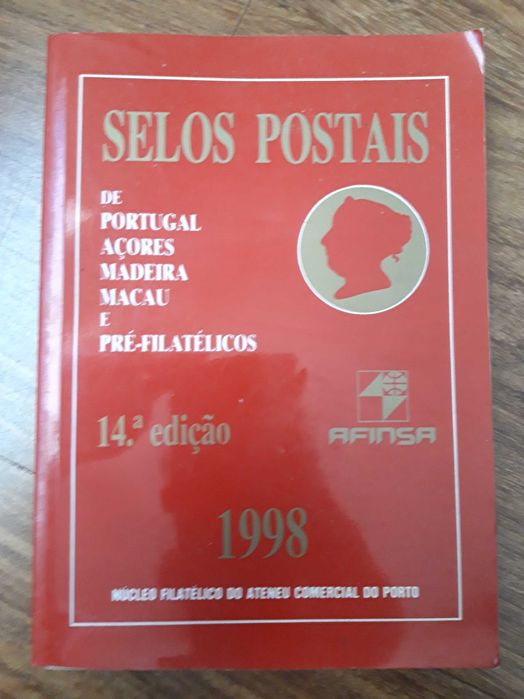 SELOS POSTAIS
DE
PORTUGAL
AÇORES
MADEIRA
MACAU
E
PRÉ-FILATÉLICOS
14.ª edição
AFINSA
1998
NÚCLEO FILATÉLICO DO ATENEU COMERCIAL DO PORTO